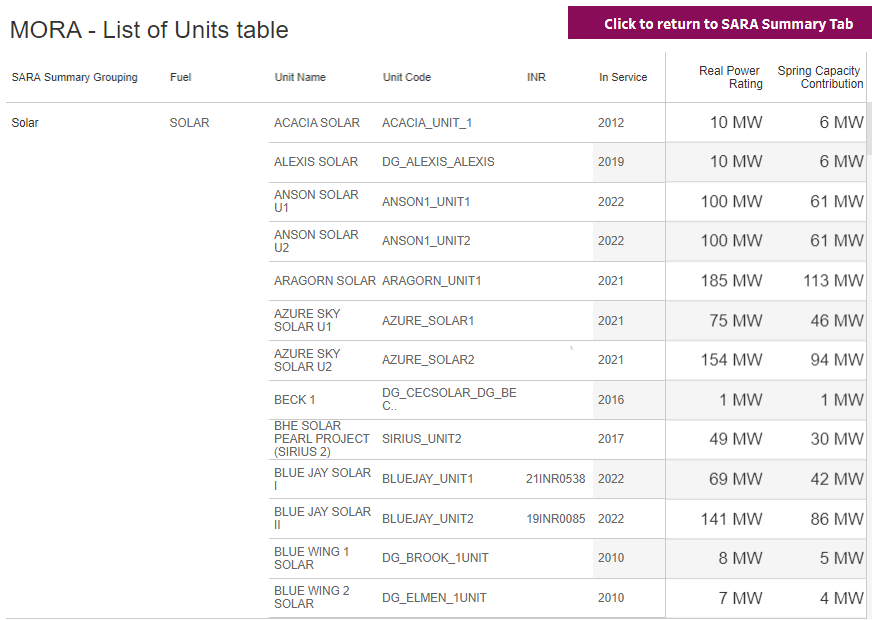 MORA - List of Units table
Click to return to SARA Summary Tab
SARA Summary Grouping Fuel Unit Name Unit Code INR In Service Real Power Rating Spring Capacity Contribution
Solar SOLAR ACACIA SOLAR ACACIA_UNIT_1 2012 10 MW 6 MW
ALEXIS SOLAR DG_ALEXIS_ALEXIS 2019 10 MW 6 MW
ANSON SOLAR
U1 ANSON1_UNIT1 2022 100 MW 61 MW
ANSON SOLAR
U2 ANSON1_UNIT2 2022 100 MW 61 MW
ARAGORN SOLAR ARAGORN_UNIT1 2021 185 MW 113 MW
AZURE SKY
SOLAR U1 AZURE_SOLAR1 2021 75 MW 46 MW
AZURE SKY
SOLAR U2 AZURE_SOLAR2 2021 154 MW 94 MW
BECK 1 DG_CECSOLAR_DG_BE
C.. 2016 1 MW 1 MW
BHE SOLAR
PEARL PROJECT
(SIRIUS 2) SIRIUS_UNIT2 2017 49 MW 30 MW
BLUE JAY SOLAR
I BLUEJAY_UNIT1 21INR0538 2022 69 MW 42 MW
BLUE JAY SOLAR
II BLUEJAY_UNIT2 19INR0085 2022 141 MW 86 MW
BLUE WING 1
SOLAR DG_BROOK_1UNIT 2010 8 MW 5 MW
BLUE WING 2
SOLAR DG_ELMEN_1UNIT 2010 7 MW 4 MW